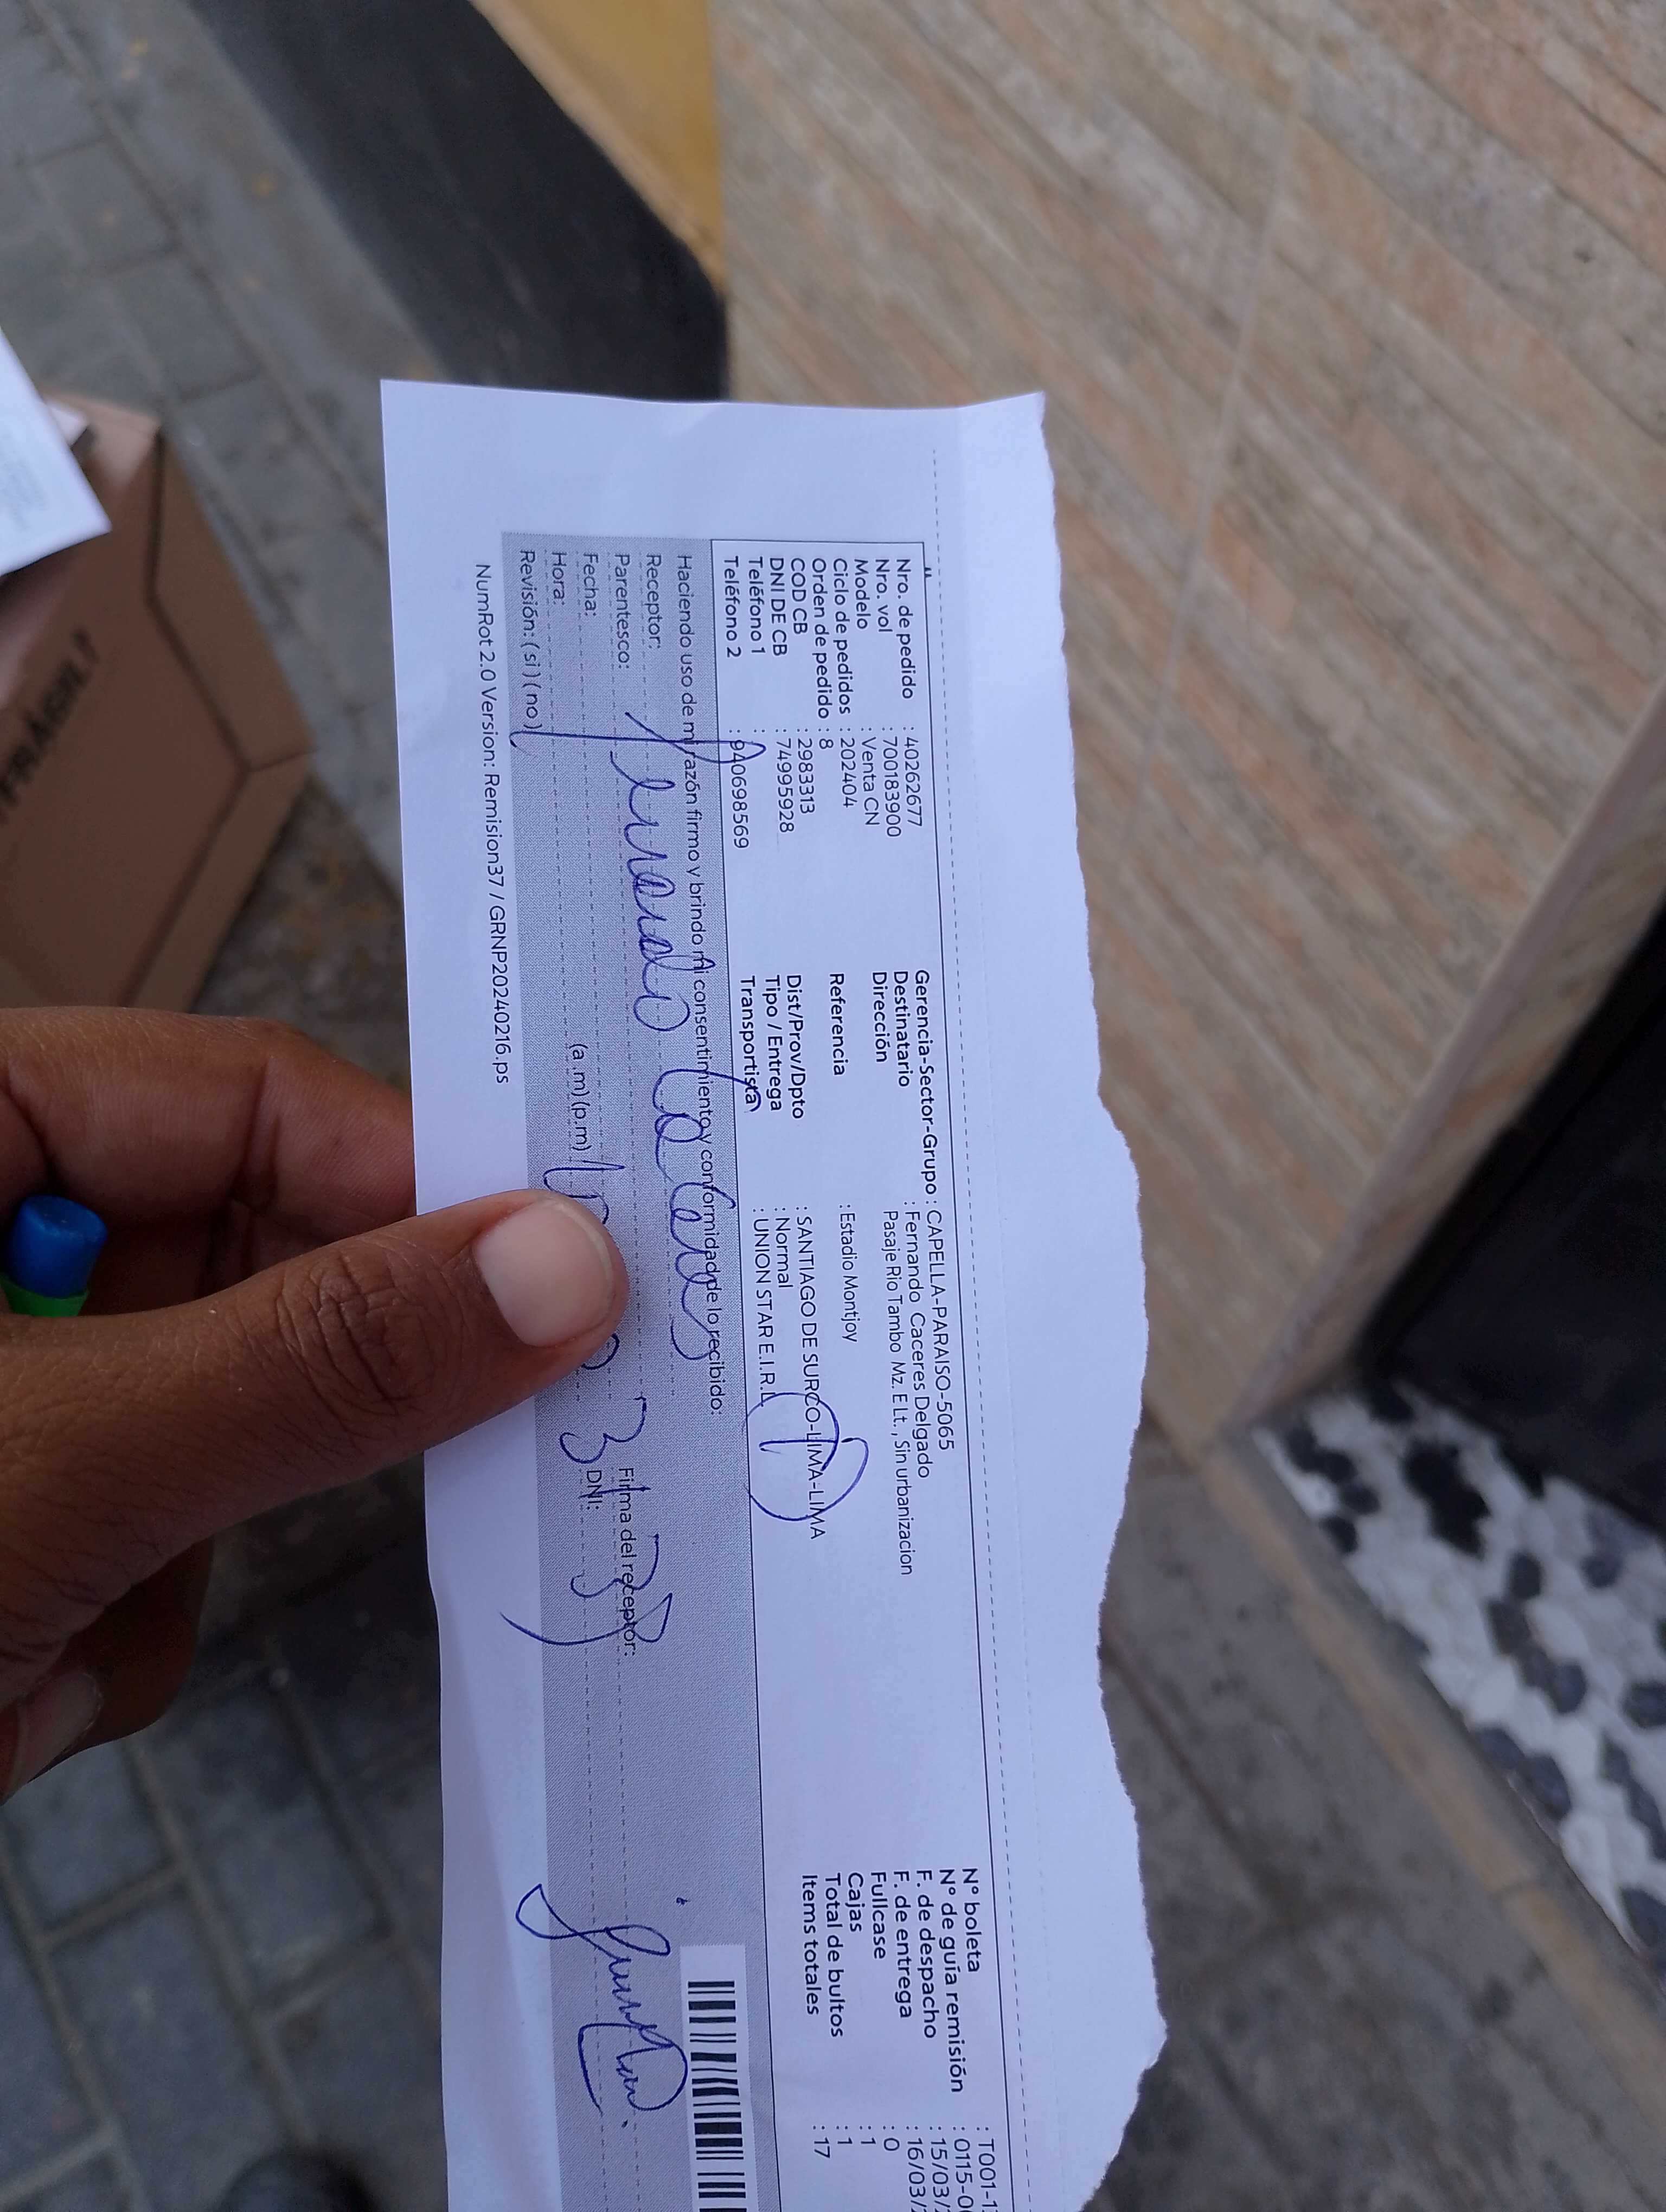 Nro. de pedido : 40262677
Nro. vol : 700183900
Modelo : Venta CN
Ciclo de pedidos : 202404
Orden de pedido : 8
COD CB : 2983313
DNI DE CB : 74995928
Teléfono 1 :
Teléfono 2 : 940698569
Gerencia-Sector-Grupo : CAPELLA-PARAISO-5065
Destinatario : Fernando Caceres Delgado
Dirección Pasaje Rio Tambo Mz. E Lt., Sin urbanizacion
Referencia : Estadio Montjoy
Dist/Prov/Dpto : SANTIAGO DE SURCO-LIMA-LIMA
Tipo / Entrega : Normal
Transportista : UNION STAR E.I.R.L
N° boleta : T001-1
N° de guía remisión : 0115-0
F. de despacho : 15/03/
F. de entrega : 16/03/
Fullcase : 0
Cajas : 1
Total de bultos : 1
Items totales : 17
Haciendo uso de mi razón firmo y brindo mi consentimiento y conformidad de lo recibido:
Receptor:
Parentesco:
Fecha:
Hora: (a.m) (p.m)
Revisión: ( si ) ( no )
Firma del receptor:
DNI:
NumRot 2.0 Version: Remision37 / GRNP20240216.ps
FRÁGIL!